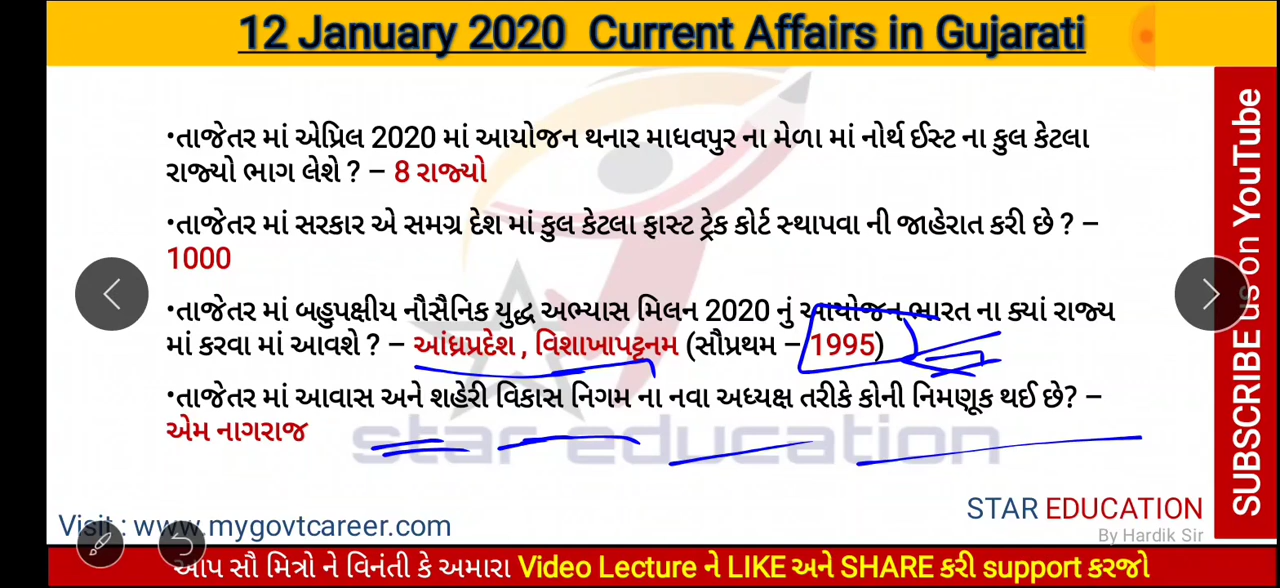 12 January 2020 Current Affairs in Gujarati
•તાજેતર માં એપ્રિલ 2020 માં આયોજન થનાર માધવપુર ના મેળા માં નોર્થ ઈસ્ટ ના કુલ કેટલા
રાજ્યો ભાગ લેશે ? – 8 રાજ્યો
•તાજેતર માં સરકાર એ સમગ્ર દેશ માં કુલ કેટલા ફાસ્ટ ટ્રેક કોર્ટ સ્થાપવા ની જાહેરાત કરી છે ? –
1000
•તાજેતર માં બહુપક્ષીય નૌસૈનિક યુદ્ધ અભ્યાસ મિલન 2020 નું આયોજન ભારત ના ક્યાં રાજ્ય
માં કરવા માં આવશે ? – આંધ્રપ્રદેશ , વિશાખાપટ્ટનમ (સૌપ્રથમ – 1995)
•તાજેતર માં આવાસ અને શહેરી વિકાસ નિગમ ના નવા અધ્યક્ષ તરીકે કોની નિમણૂક થઈ છે? –
એમ નાગરાજ
star education
STAR EDUCATION
Visit : www.mygovtcareer.com
By Hardik Sir
આપ સૌ મિત્રો ને વિનંતી કે અમારા Video Lecture ને LIKE અને SHARE કરી support કરજો
SUBSCRIBE us on YouTube